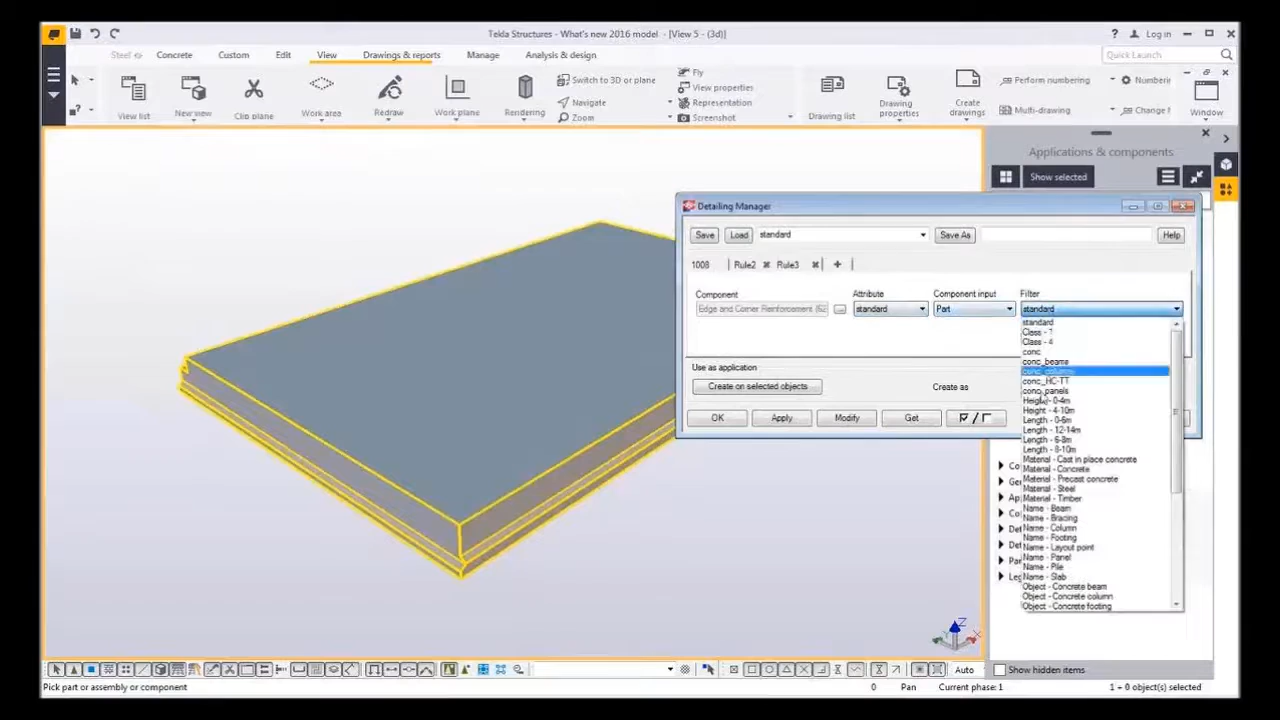 Tekla Structures - What's new 2016 model - [View 5 - (3d)]
? Log in
Steel Concrete Custom Edit View Drawings & reports Manage Analysis & design
Quick Launch
View list
New view
Clip plane
Work area
Redraw
Work plane
Rendering
Switch to 3D or plane
Navigate
Zoom
Fly
View properties
Representation
Screenshot
Drawing list
Drawing
properties
Create
drawings
Perform numbering
Multi-drawing
Numberin
Change
Window
Applications & components
Show selected
Detailing Manager
Save Load standard Save As Help
1008 Rule2 Rule3
Component Attribute Component input Filter
Edge and Corner Reinforcement standard Part standard
standard
Class - 1
Class - 4
conc
conc_beams
conc_columns
conc_HC-TT
conc_panels
Height - 0-4m
Height - 4-10m
Length - 0-6m
Length - 12-14m
Length - 6-8m
Length - 8-10m
Material - Cast in place concrete
Material - Concrete
Material - Precast concrete
Material - Steel
Material - Timber
Name - Beam
Name - Bracing
Name - Column
Name - Footing
Name - Layout point
Name - Panel
Name - Pile
Name - Slab
Object - Concrete beam
Object - Concrete column
Object - Concrete footing
Use as application
Create on selected objects Create as
OK Apply Modify Get
Z
Auto
Show hidden items
Pick part or assembly or component 0 Pan Current phase: 1 1 + 0 object(s) selected